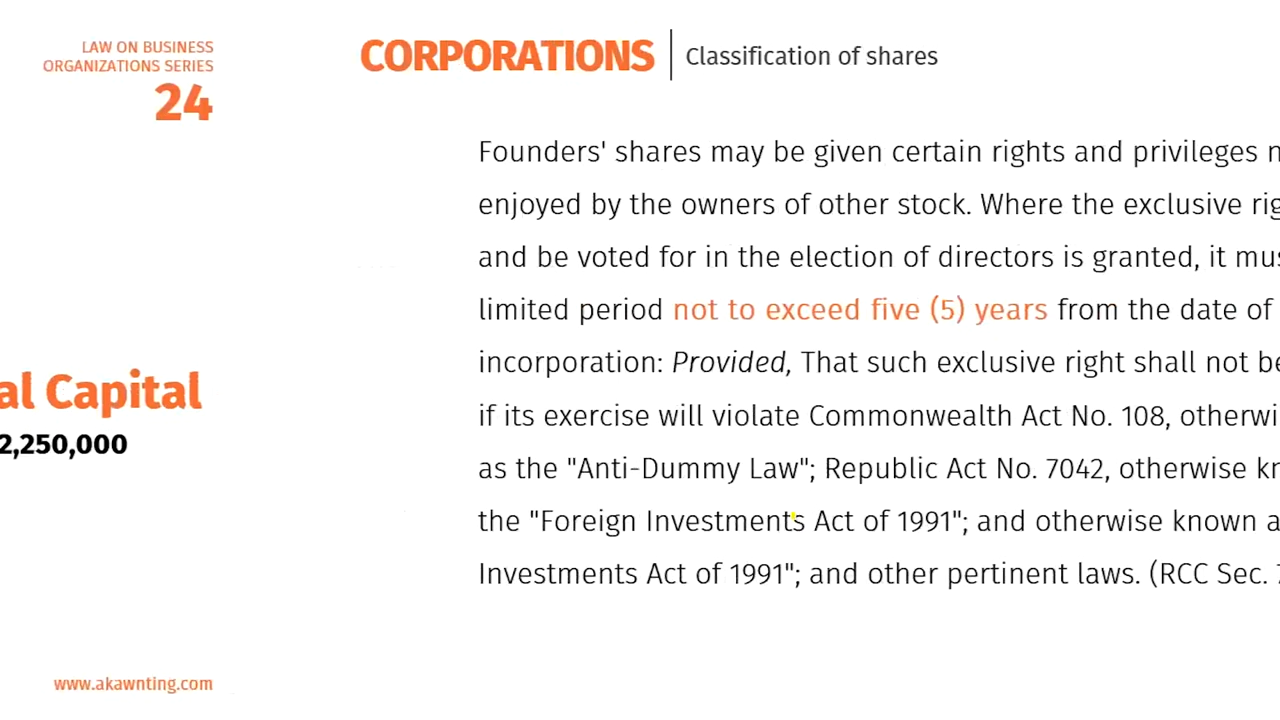 LAW ON BUSINESS
ORGANIZATIONS SERIES
24
CORPORATIONS
Classification of shares
Founders' shares may be given certain rights and privileges
enjoyed by the owners of other stock. Where the exclusive
and be voted for in the election of directors is granted, it
limited period not to exceed five (5) years from the date of
incorporation: Provided, That such exclusive right shall not
if its exercise will violate Commonwealth Act No. 108,
as the "Anti-Dummy Law"; Republic Act No. 7042, otherwise
the "Foreign Investments Act of 1991"; and otherwise known
Investments Act of 1991"; and other pertinent laws. (RCC Sec.
al Capital
2,250,000
www.akawnting.com